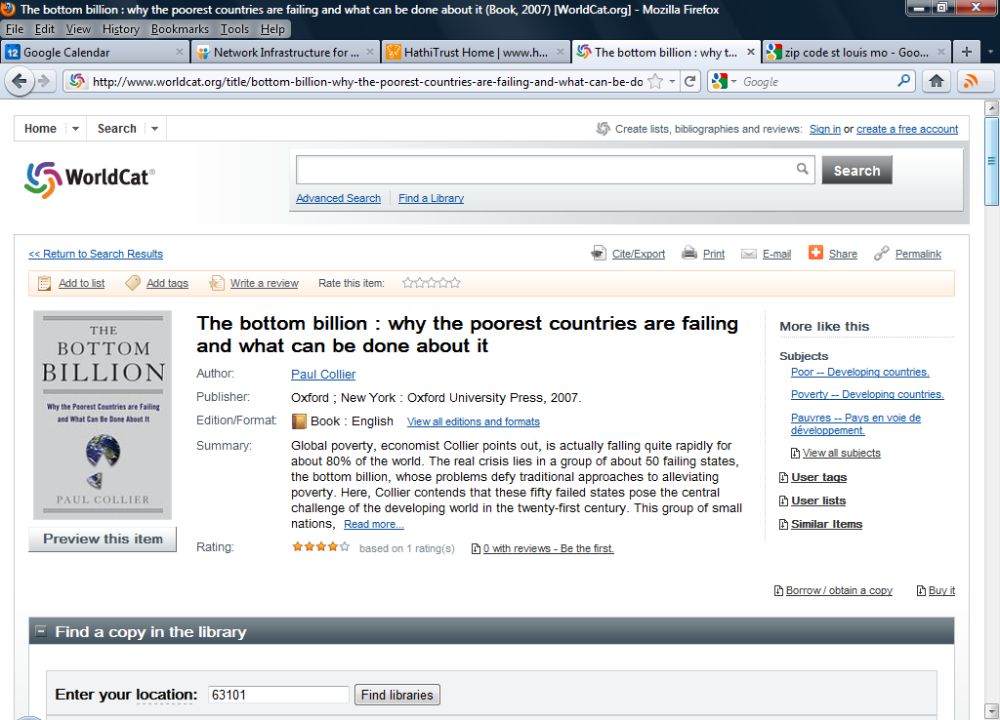 The bottom billion : why the poorest countries are failing and what can be done about it (Book, 2007) [WorldCat.org] - Mozilla Firefox
File Edit View History Bookmarks Tools Help
12 Google Calendar
Network Infrastructure for ...
HathiTrust Home | www.h...
The bottom billion : why t...
zip code st louis mo - Goo...
http://www.worldcat.org/title/bottom-billion-why-the-poorest-countries-are-failing-and-what-can-be-do
Google
Home Search
Create lists, bibliographies and reviews: Sign in or create a free account
WorldCat®
Search
Advanced Search Find a Library
<< Return to Search Results
Cite/Export Print E-mail Share Permalink
Add to list Add tags Write a review Rate this item:
THE
BOTTOM
BILLION
Why the Poorest Countries are Failing
and What Can Be Done About It
PAUL COLLIER
Preview this item
The bottom billion : why the poorest countries are failing
and what can be done about it
Author: Paul Collier
Publisher: Oxford ; New York : Oxford University Press, 2007.
Edition/Format: Book : English View all editions and formats
Summary: Global poverty, economist Collier points out, is actually falling quite rapidly for
about 80% of the world. The real crisis lies in a group of about 50 failing states,
the bottom billion, whose problems defy traditional approaches to alleviating
poverty. Here, Collier contends that these fifty failed states pose the central
challenge of the developing world in the twenty-first century. This group of small
nations, Read more...
Rating: based on 1 rating(s) 0 with reviews - Be the first.
More like this
Subjects
Poor -- Developing countries.
Poverty -- Developing countries.
Pauvres -- Pays en voie de
développement.
View all subjects
User tags
User lists
Similar Items
Borrow / obtain a copy Buy it
Find a copy in the library
Enter your location: 63101 Find libraries